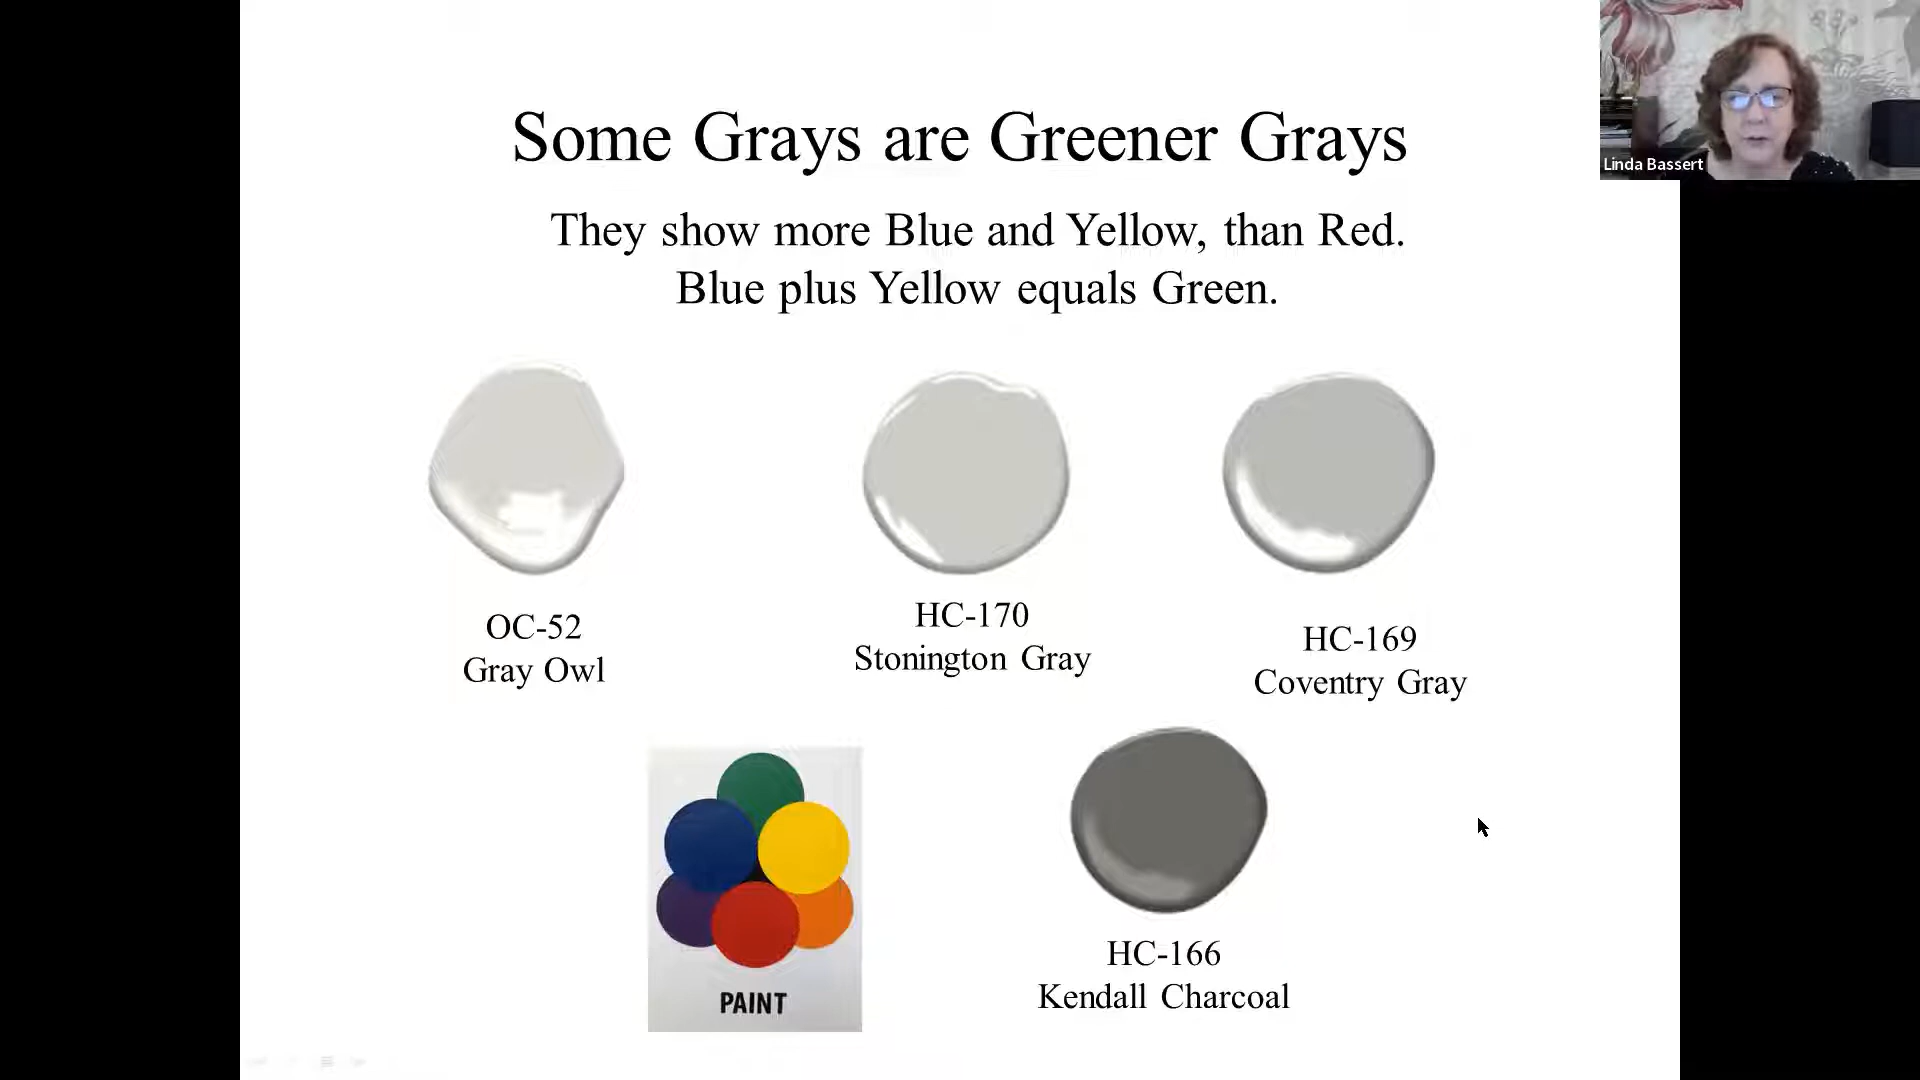 Some Grays are Greener Grays
Linda Bassert
They show more Blue and Yellow, than Red.
Blue plus Yellow equals Green.
OC-52
Gray Owl
HC-170
Stonington Gray
HC-169
Coventry Gray
PAINT
HC-166
Kendall Charcoal